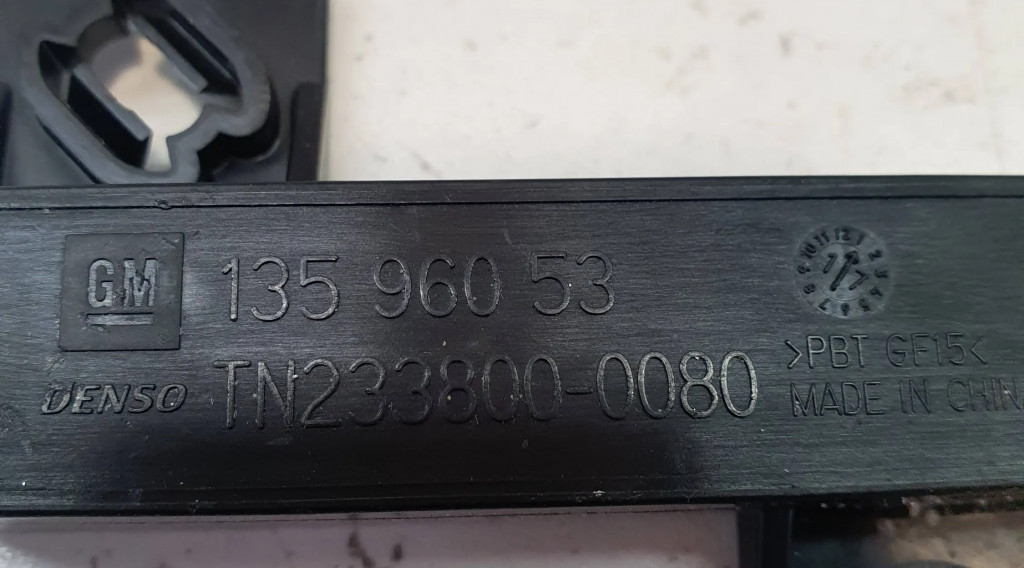 GM 135 960 53
DENSO TN233800-0080
>PBT GF15<
MADE IN CHINA